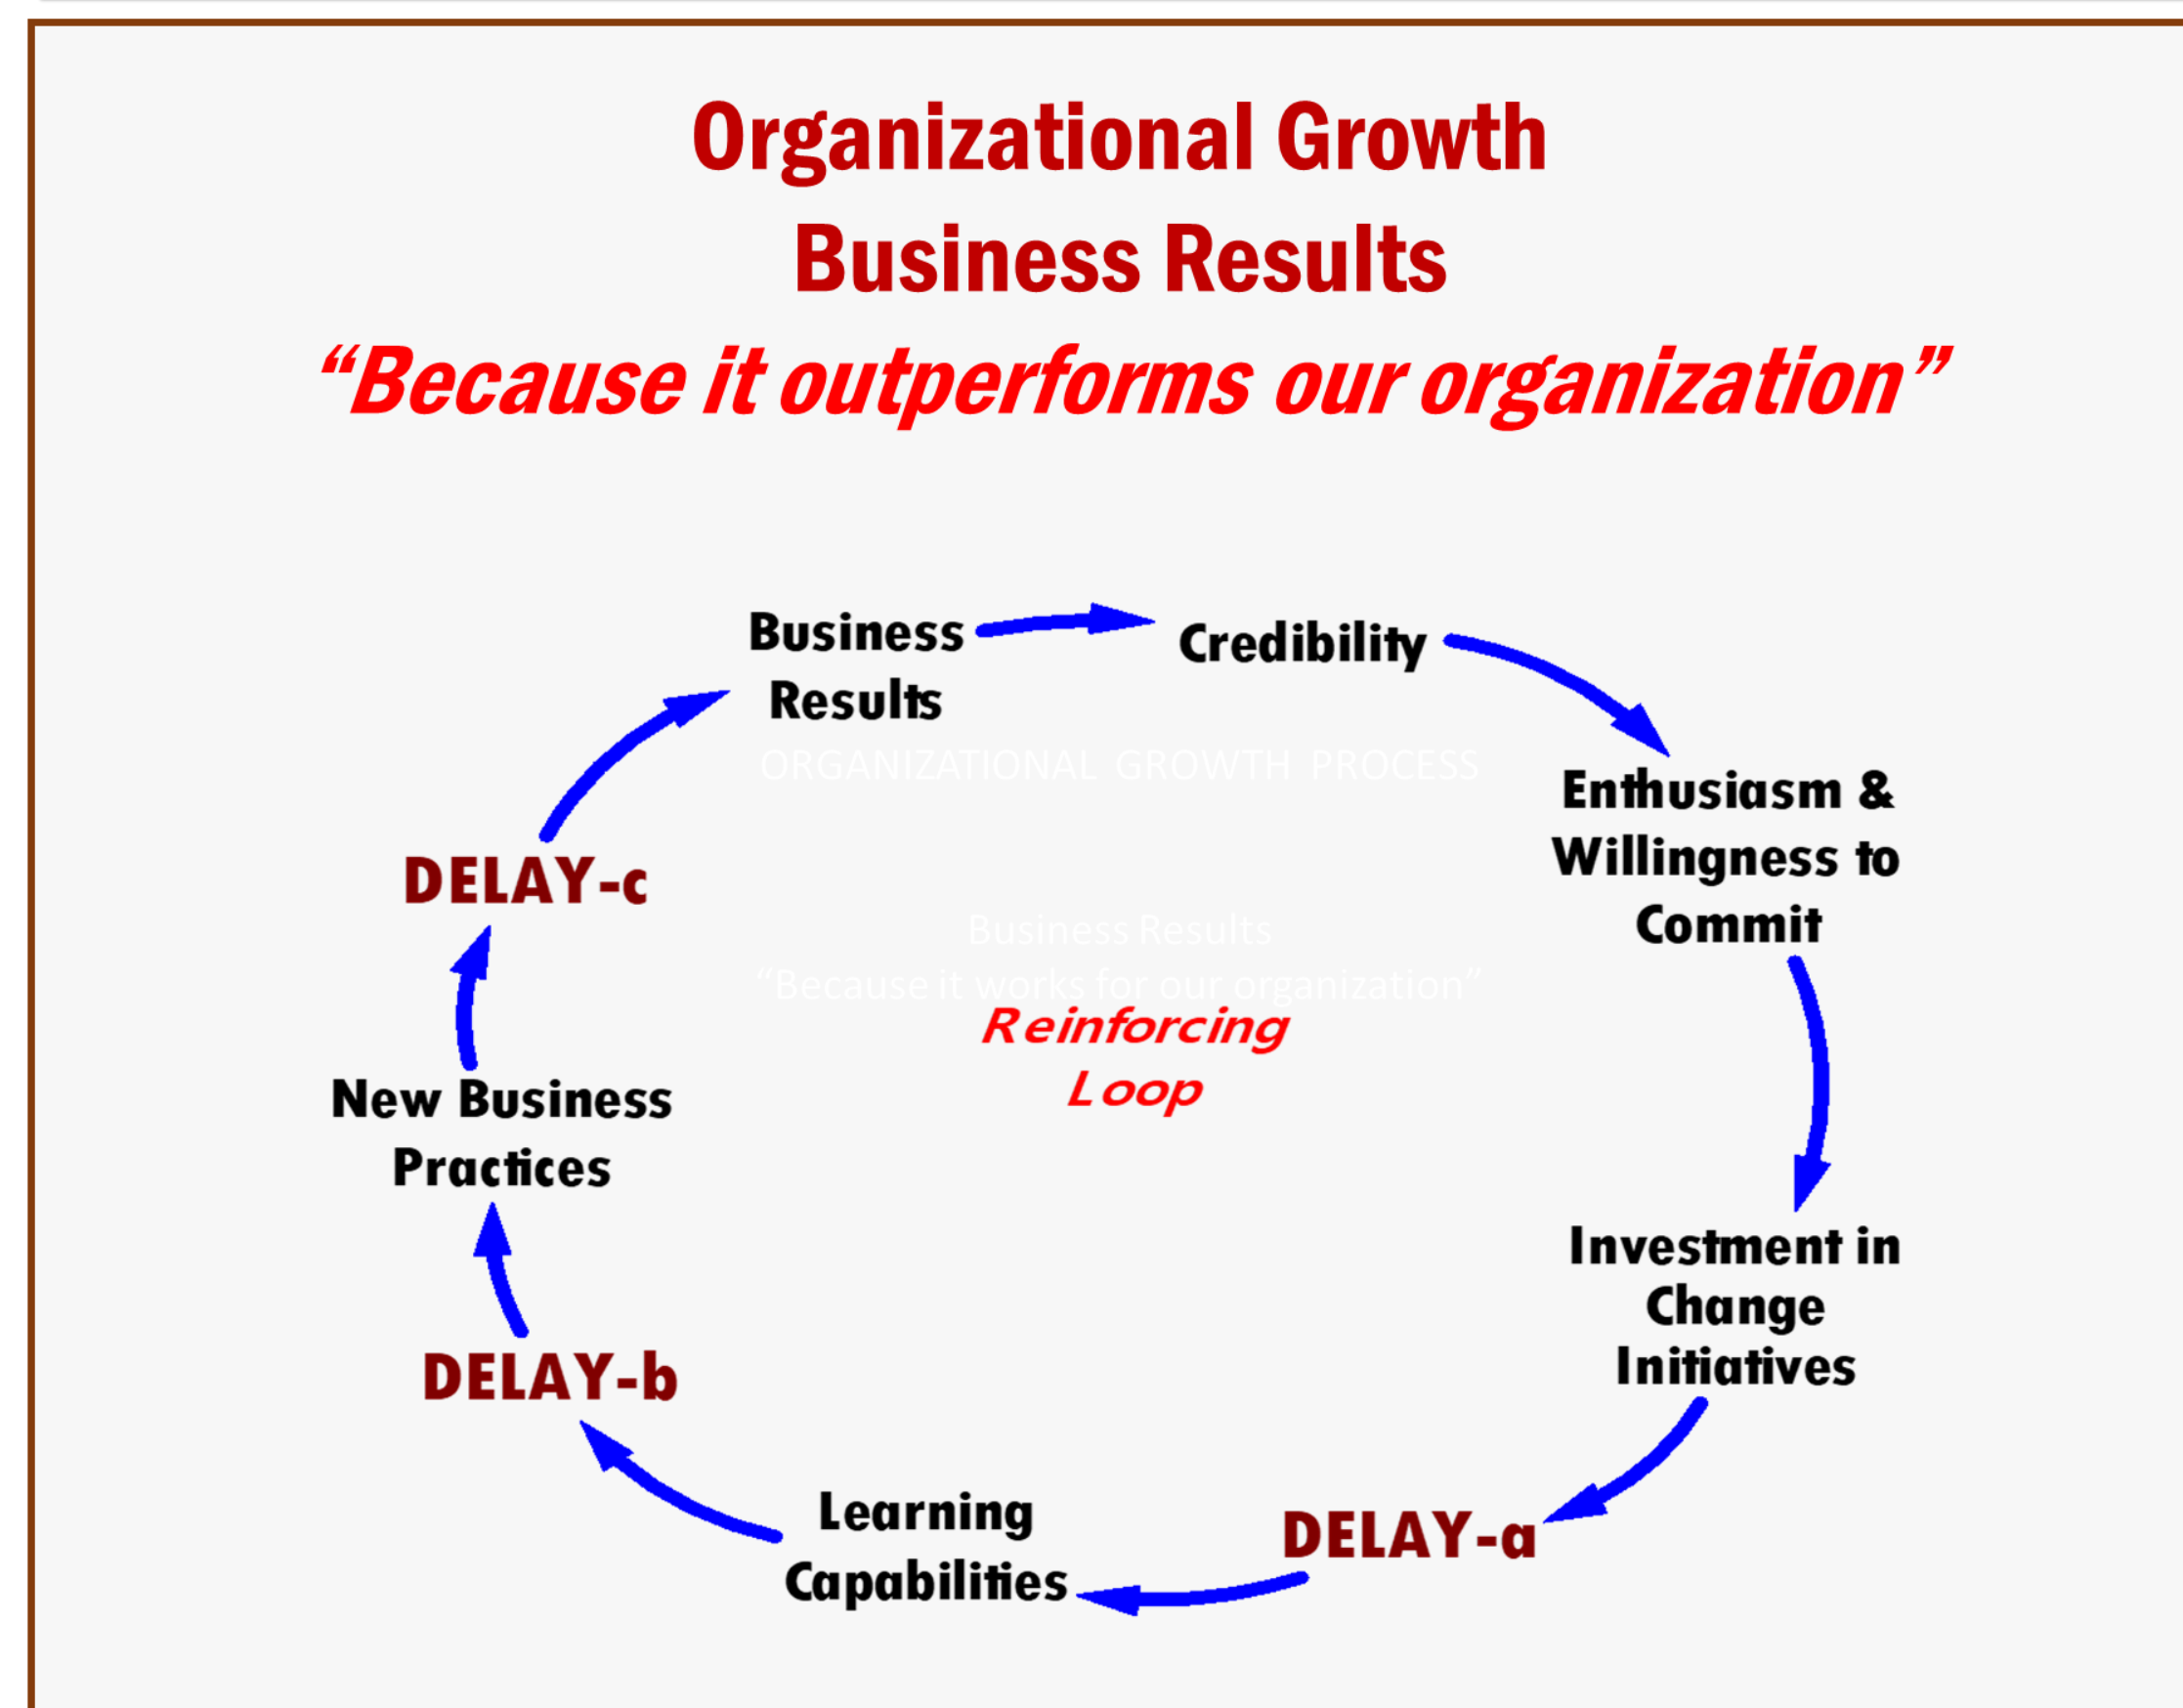 Organizational Growth
Business Results
“Because it outperforms our organization”
Business
Results
Credibility
ORGANIZATIONAL GROWTH PROCESS
Enthusiasm &
Willingness to
Commit
DELAY-c
Business Results
“Because it works for our organization”
Reinforcing
Loop
New Business
Practices
Investment in
Change
Initiatives
DELAY-b
DELAY-a
Learning
Capabilities